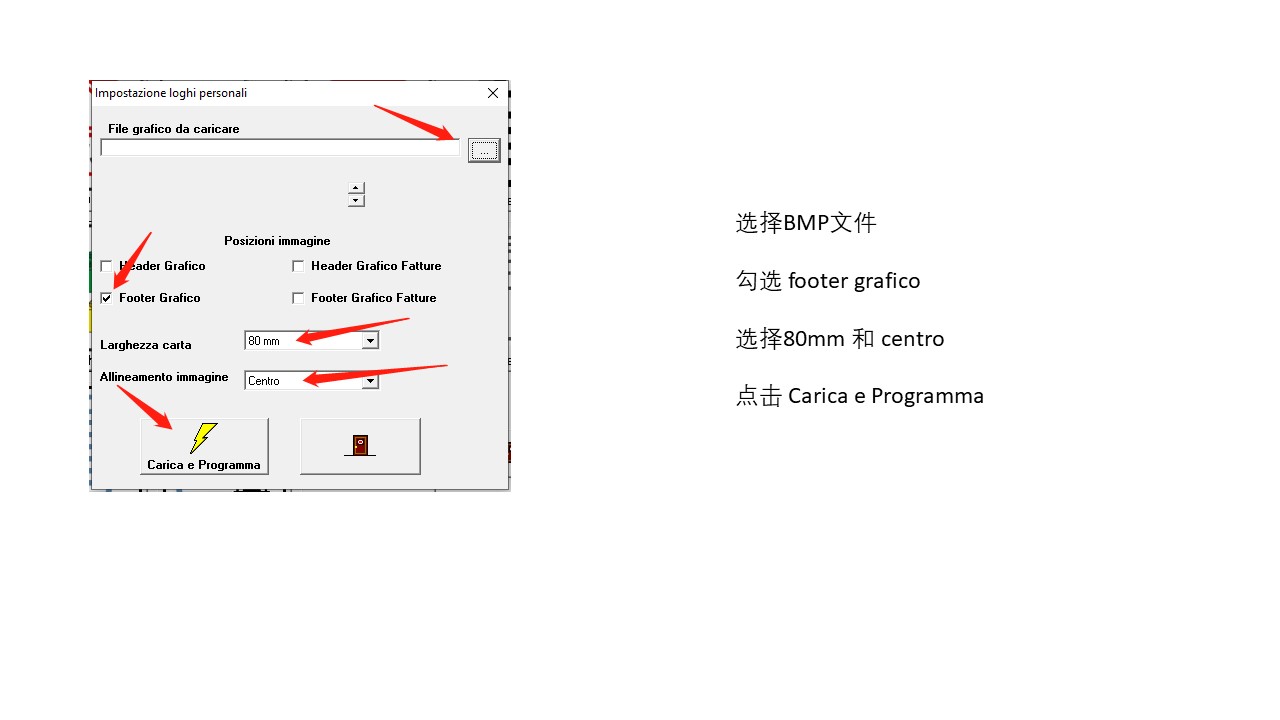 Impostazione loghi personali
File grafico da caricare
...
Posizioni immagine
Header Grafico
Header Grafico Fatture
Footer Grafico
Footer Grafico Fatture
Larghezza carta
80 mm
Allineamento immagine
Centro
Carica e Programma
选择BMP文件
勾选 footer grafico
选择80mm 和 centro
点击 Carica e Programma